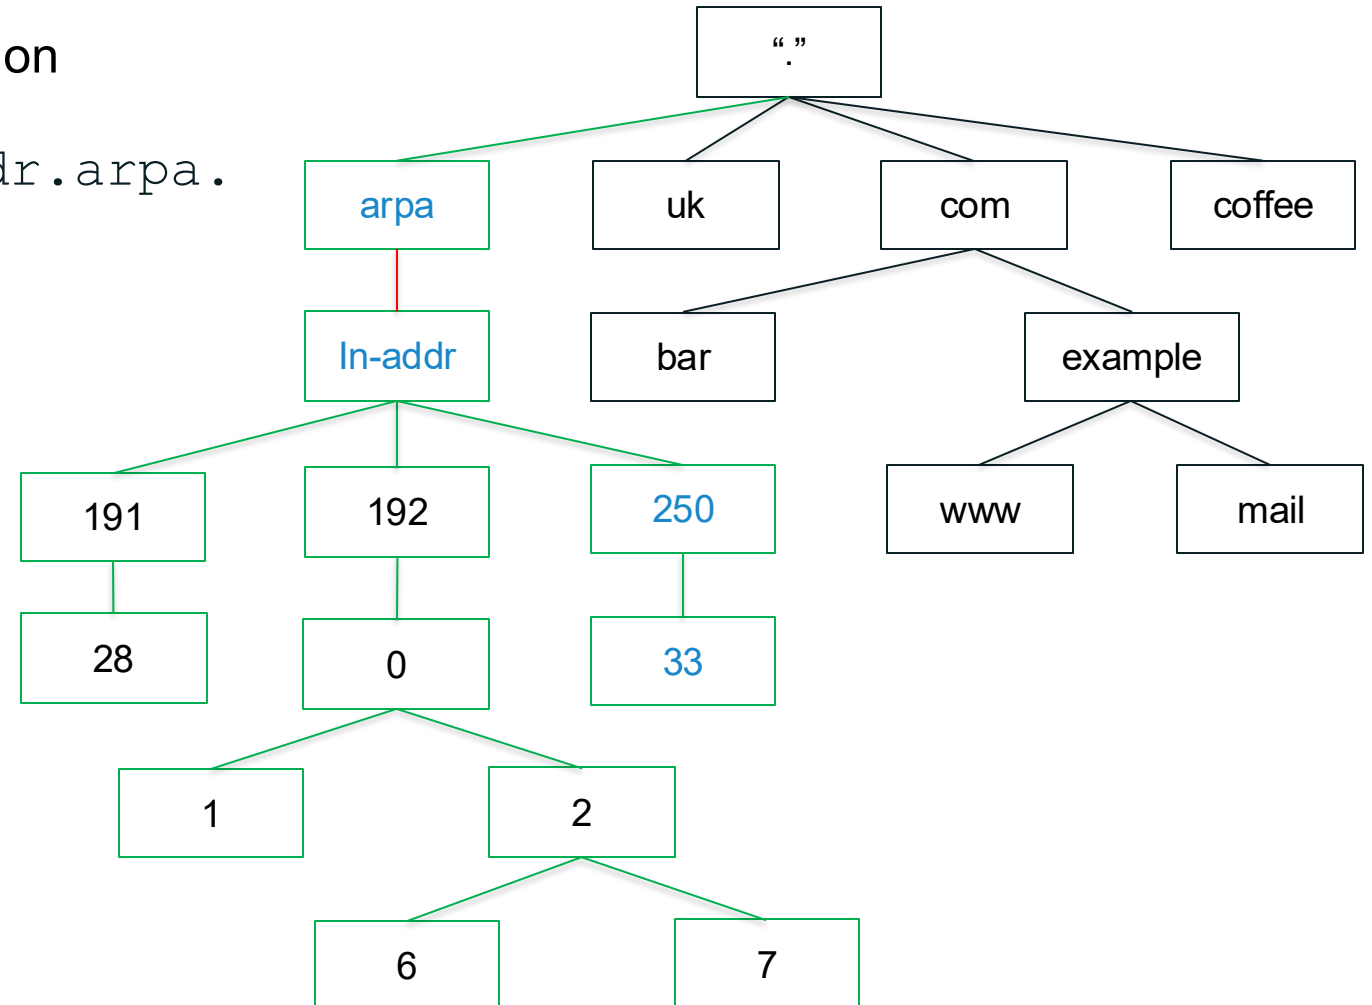 on
dr.arpa.
“.”
arpa
uk
com
coffee
In-addr
bar
example
191
192
250
www
mail
28
0
33
1
2
6
7